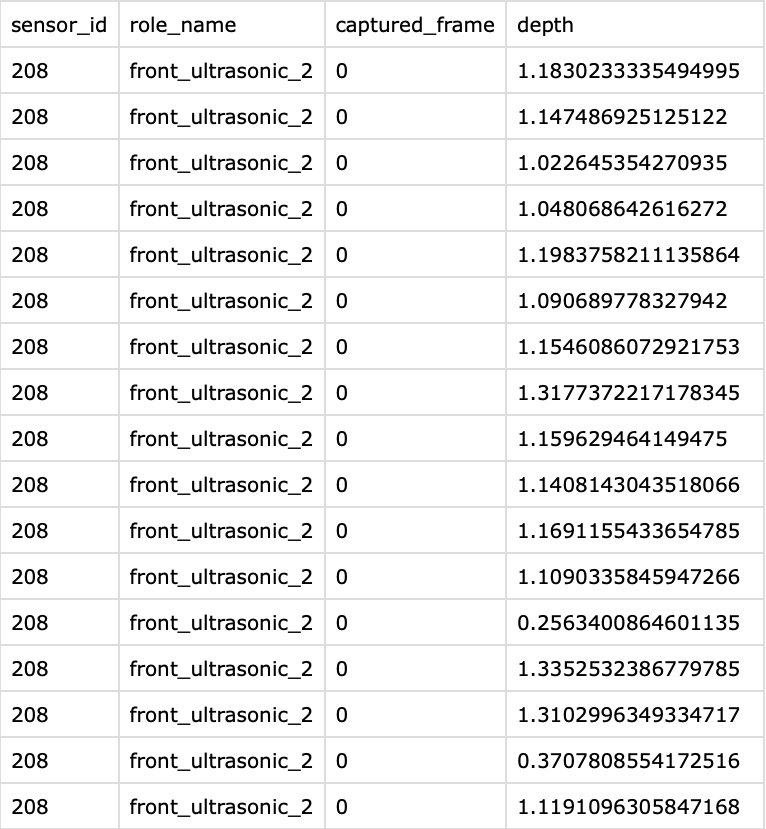 sensor_id role_name captured_frame depth
208 front_ultrasonic_2 0 1.1830233335494995
208 front_ultrasonic_2 0 1.147486925125122
208 front_ultrasonic_2 0 1.022645354270935
208 front_ultrasonic_2 0 1.048068642616272
208 front_ultrasonic_2 0 1.1983758211135864
208 front_ultrasonic_2 0 1.090689778327942
208 front_ultrasonic_2 0 1.1546086072921753
208 front_ultrasonic_2 0 1.3177372217178345
208 front_ultrasonic_2 0 1.159629464149475
208 front_ultrasonic_2 0 1.1408143043518066
208 front_ultrasonic_2 0 1.1691155433654785
208 front_ultrasonic_2 0 1.1090335845947266
208 front_ultrasonic_2 0 0.2563400864601135
208 front_ultrasonic_2 0 1.3352532386779785
208 front_ultrasonic_2 0 1.3102996349334717
208 front_ultrasonic_2 0 0.3707808554172516
208 front_ultrasonic_2 0 1.1191096305847168